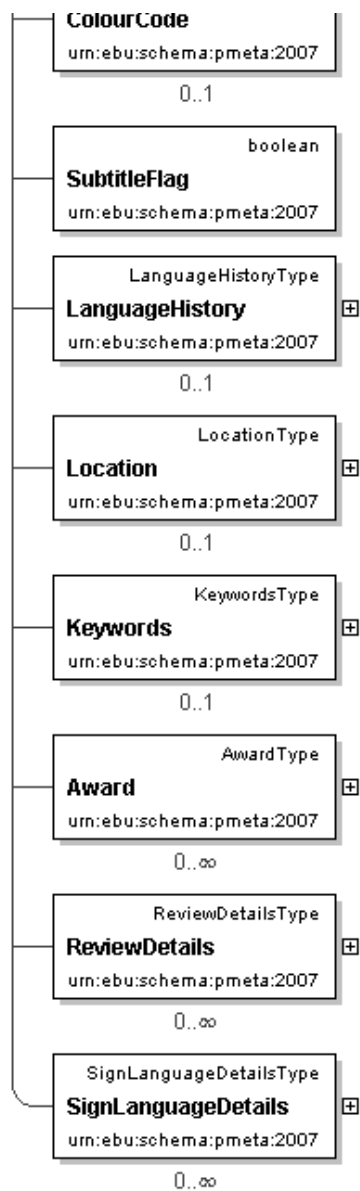 ColourCode
urn:ebu:schema:pmeta:2007
0..1
boolean
SubtitleFlag
urn:ebu:schema:pmeta:2007
LanguageHistoryType
LanguageHistory
urn:ebu:schema:pmeta:2007
0..1
LocationType
Location
urn:ebu:schema:pmeta:2007
0..1
KeywordsType
Keywords
urn:ebu:schema:pmeta:2007
0..1
AwardType
Award
urn:ebu:schema:pmeta:2007
0..∞
ReviewDetailsType
ReviewDetails
urn:ebu:schema:pmeta:2007
0..∞
SignLanguageDetailsType
SignLanguageDetails
urn:ebu:schema:pmeta:2007
0..∞